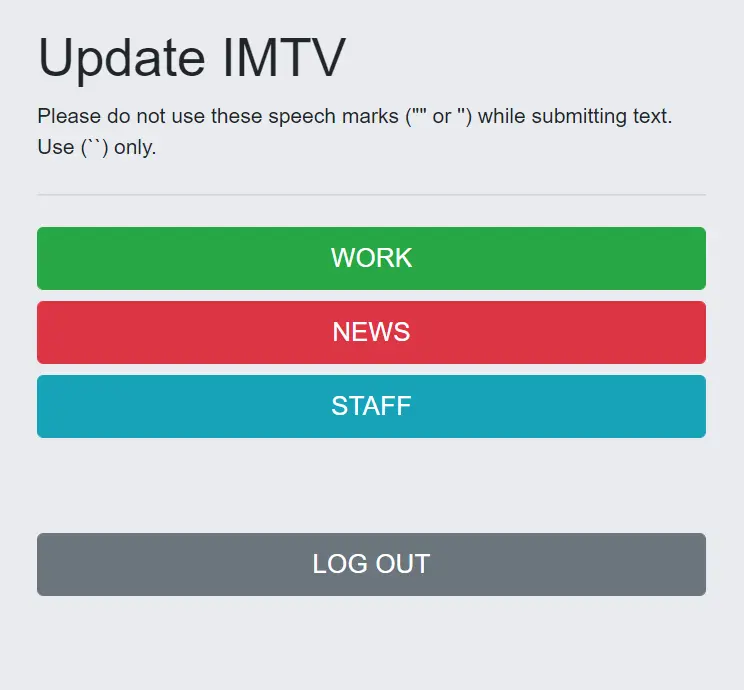 Update IMTV
Please do not use these speech marks ("" or '') while submitting text.
Use (``) only.
WORK
NEWS
STAFF
LOG OUT